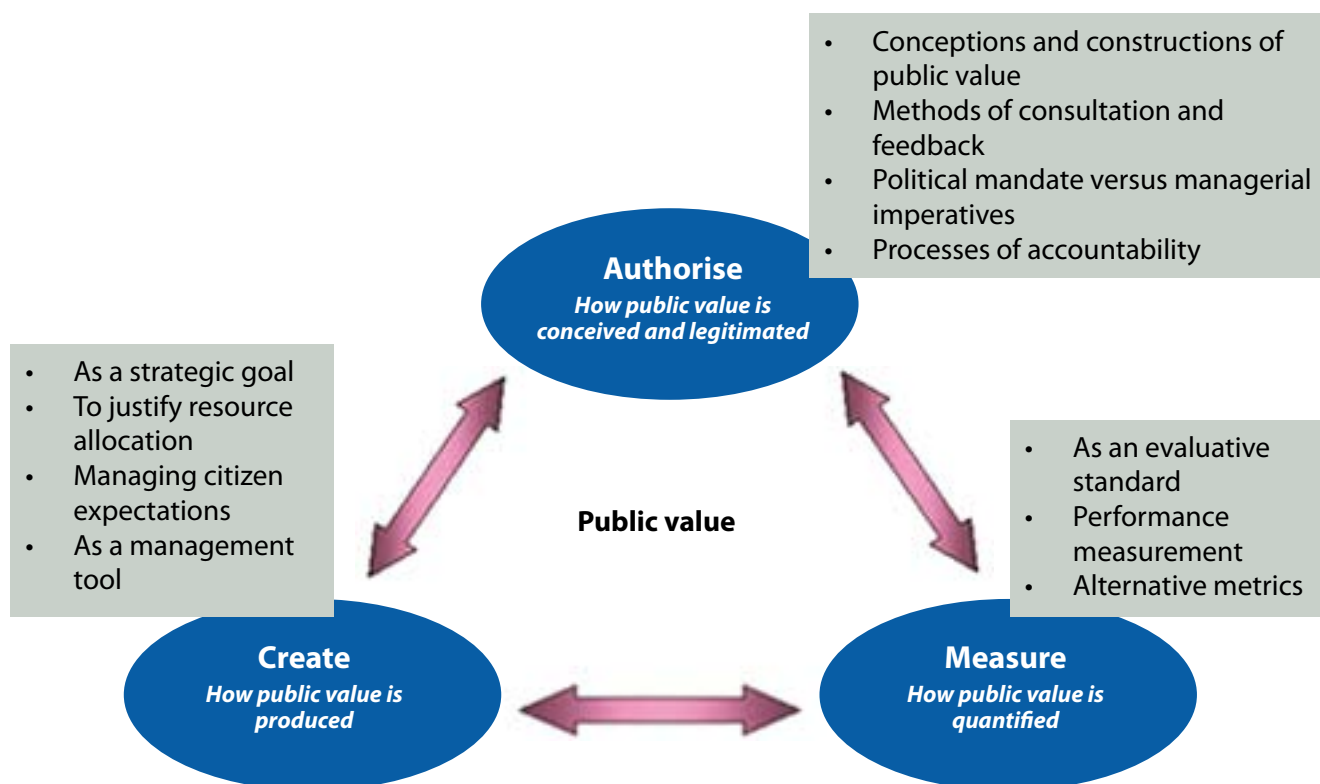 • Conceptions and constructions of
public value
• Methods of consultation and
feedback
• Political mandate versus managerial
imperatives
• Processes of accountability
Authorise
How public value is
conceived and legitimated
• As a strategic goal
• To justify resource
allocation
• Managing citizen
expectations
• As a management
tool
• As an evaluative
standard
• Performance
measurement
• Alternative metrics
Public value
Create
How public value is
produced
Measure
How public value is
quantified